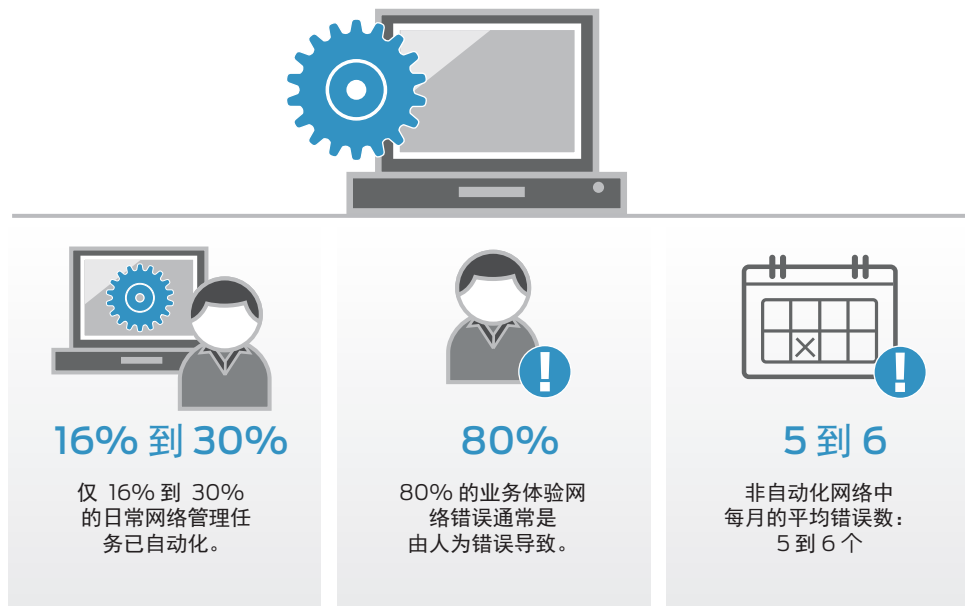 16% 到 30%
仅 16% 到 30%
的日常网络管理任
务已自动化。
80%
80% 的业务体验网
络错误通常是
由人为错误导致。
5 到 6
非自动化网络中
每月的平均错误数：
5 到 6 个